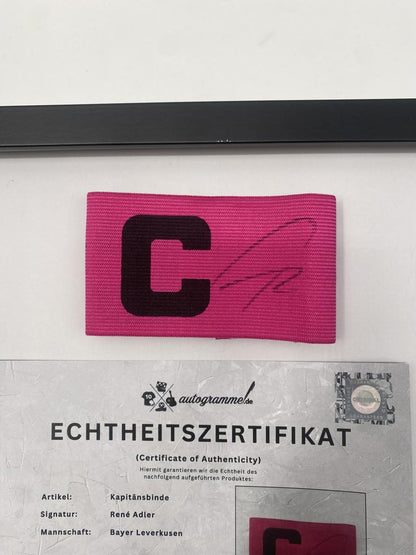 C
autogramme.de
ECHTHEITSZERTIFIKAT
(Certificate of Authenticity)
Hiermit garantieren wir die Echtheit des
nachfolgend aufgeführten Produktes:
Artikel: Kapitänsbinde
Signatur: René Adler
Mannschaft: Bayer Leverkusen